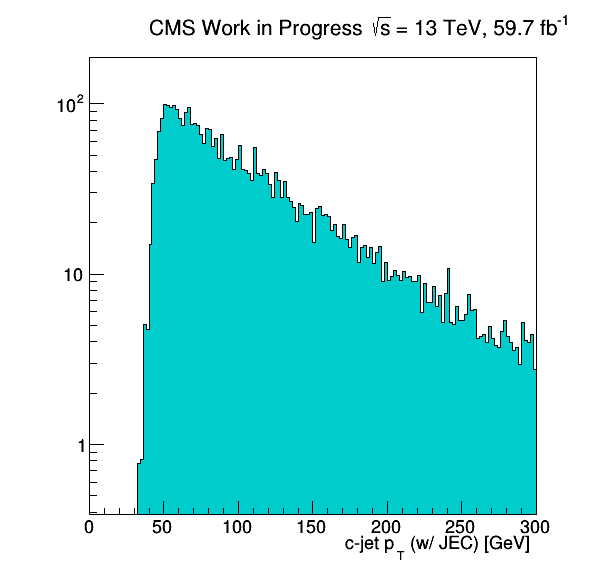 CMS Work in Progress √s = 13 TeV, 59.7 fb⁻¹
10²
10
1
0 50 100 150 200 250 300
c-jet p_T (w/ JEC) [GeV]